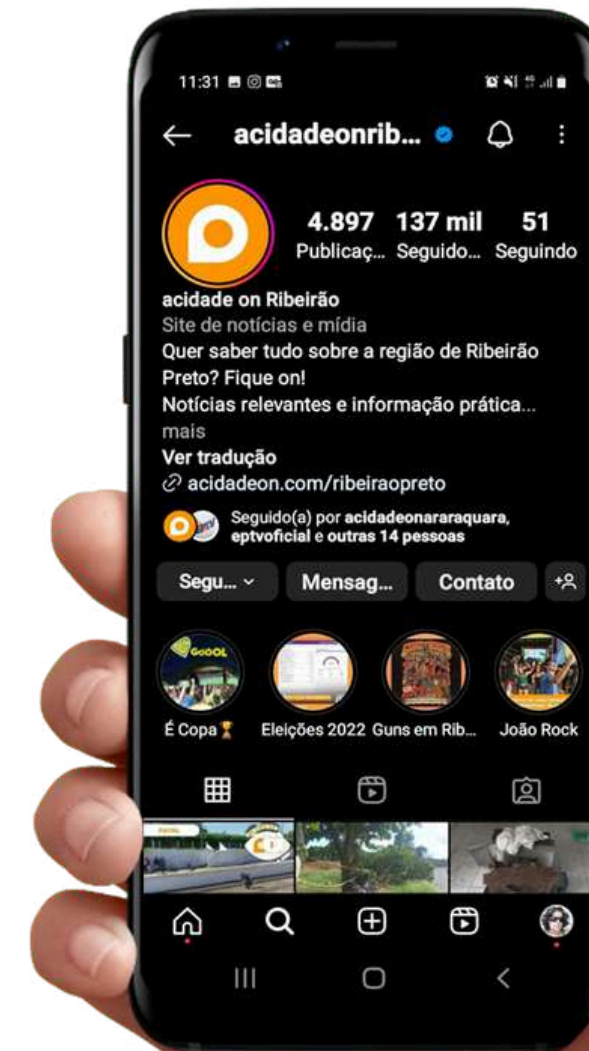 11:31
acidadeonrib...
4.897 137 mil 51
Publicaç... Seguido... Seguindo
acidade on Ribeirão
Site de notícias e mídia
Quer saber tudo sobre a região de Ribeirão
Preto? Fique on!
Notícias relevantes e informação prática...
mais
Ver tradução
acidadeon.com/ribeiraopreto
Seguido(a) por acidadeonararaquara,
eptvoficial e outras 14 pessoas
Segu... Mensag... Contato
GoGOL
É Copa🏆 Eleições 2022 Guns em Rib... João Rock